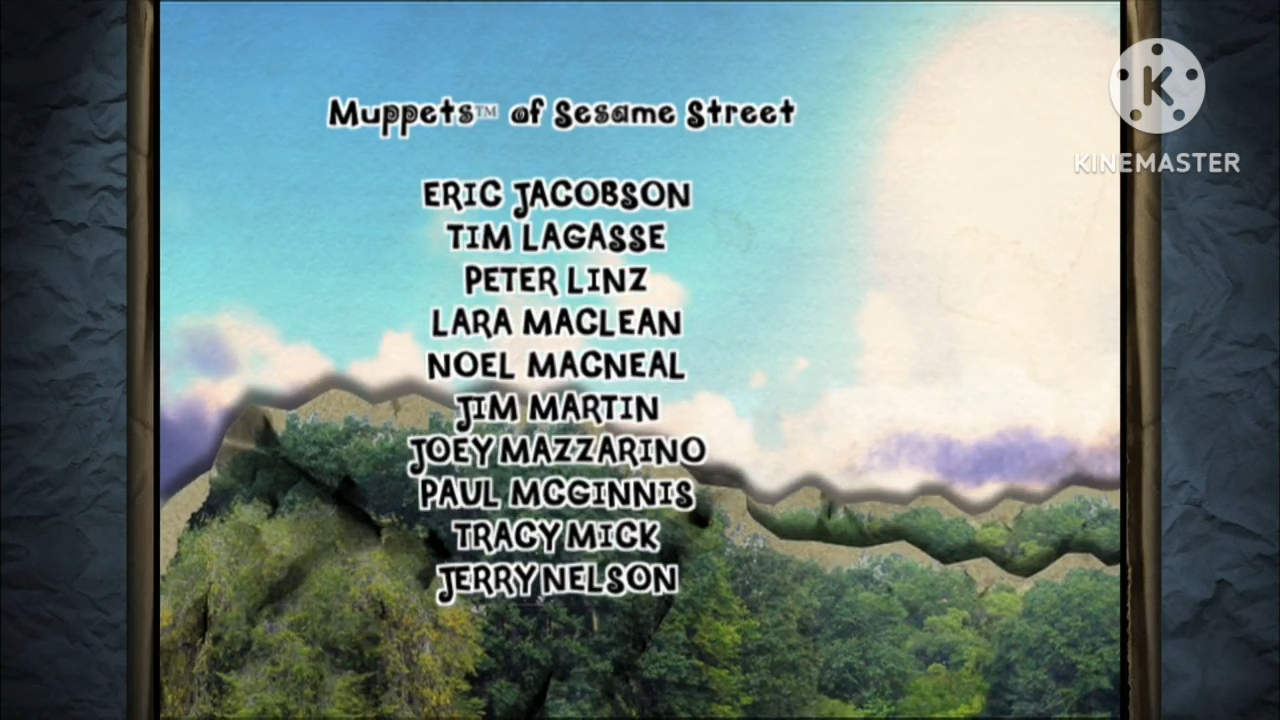 Muppets™ of Sesame Street
ERIC JACOBSON
TIM LAGASSE
PETER LINZ
LARA MACLEAN
NOEL MACNEAL
JIM MARTIN
JOEY MAZZARINO
PAUL MCGINNIS
TRACY MICK
JERRY NELSON
K
KINEMASTER